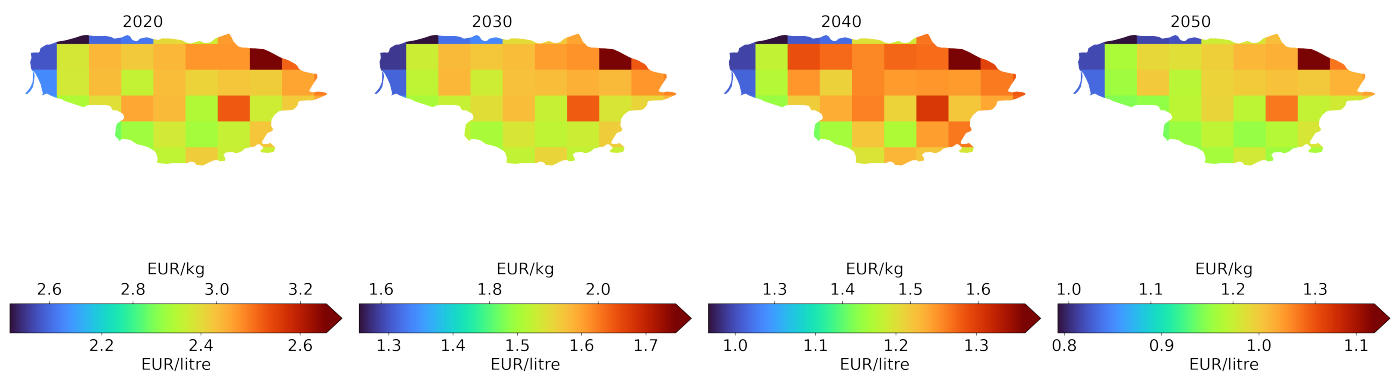 2020 2030 2040 2050
EUR/kg EUR/kg EUR/kg EUR/kg
2.6 2.8 3.0 3.2 1.6 1.8 2.0 1.3 1.4 1.5 1.6 1.0 1.1 1.2 1.3
2.2 2.4 2.6 1.3 1.4 1.5 1.6 1.7 1.0 1.1 1.2 1.3 0.8 0.9 1.0 1.1
EUR/litre EUR/litre EUR/litre EUR/litre